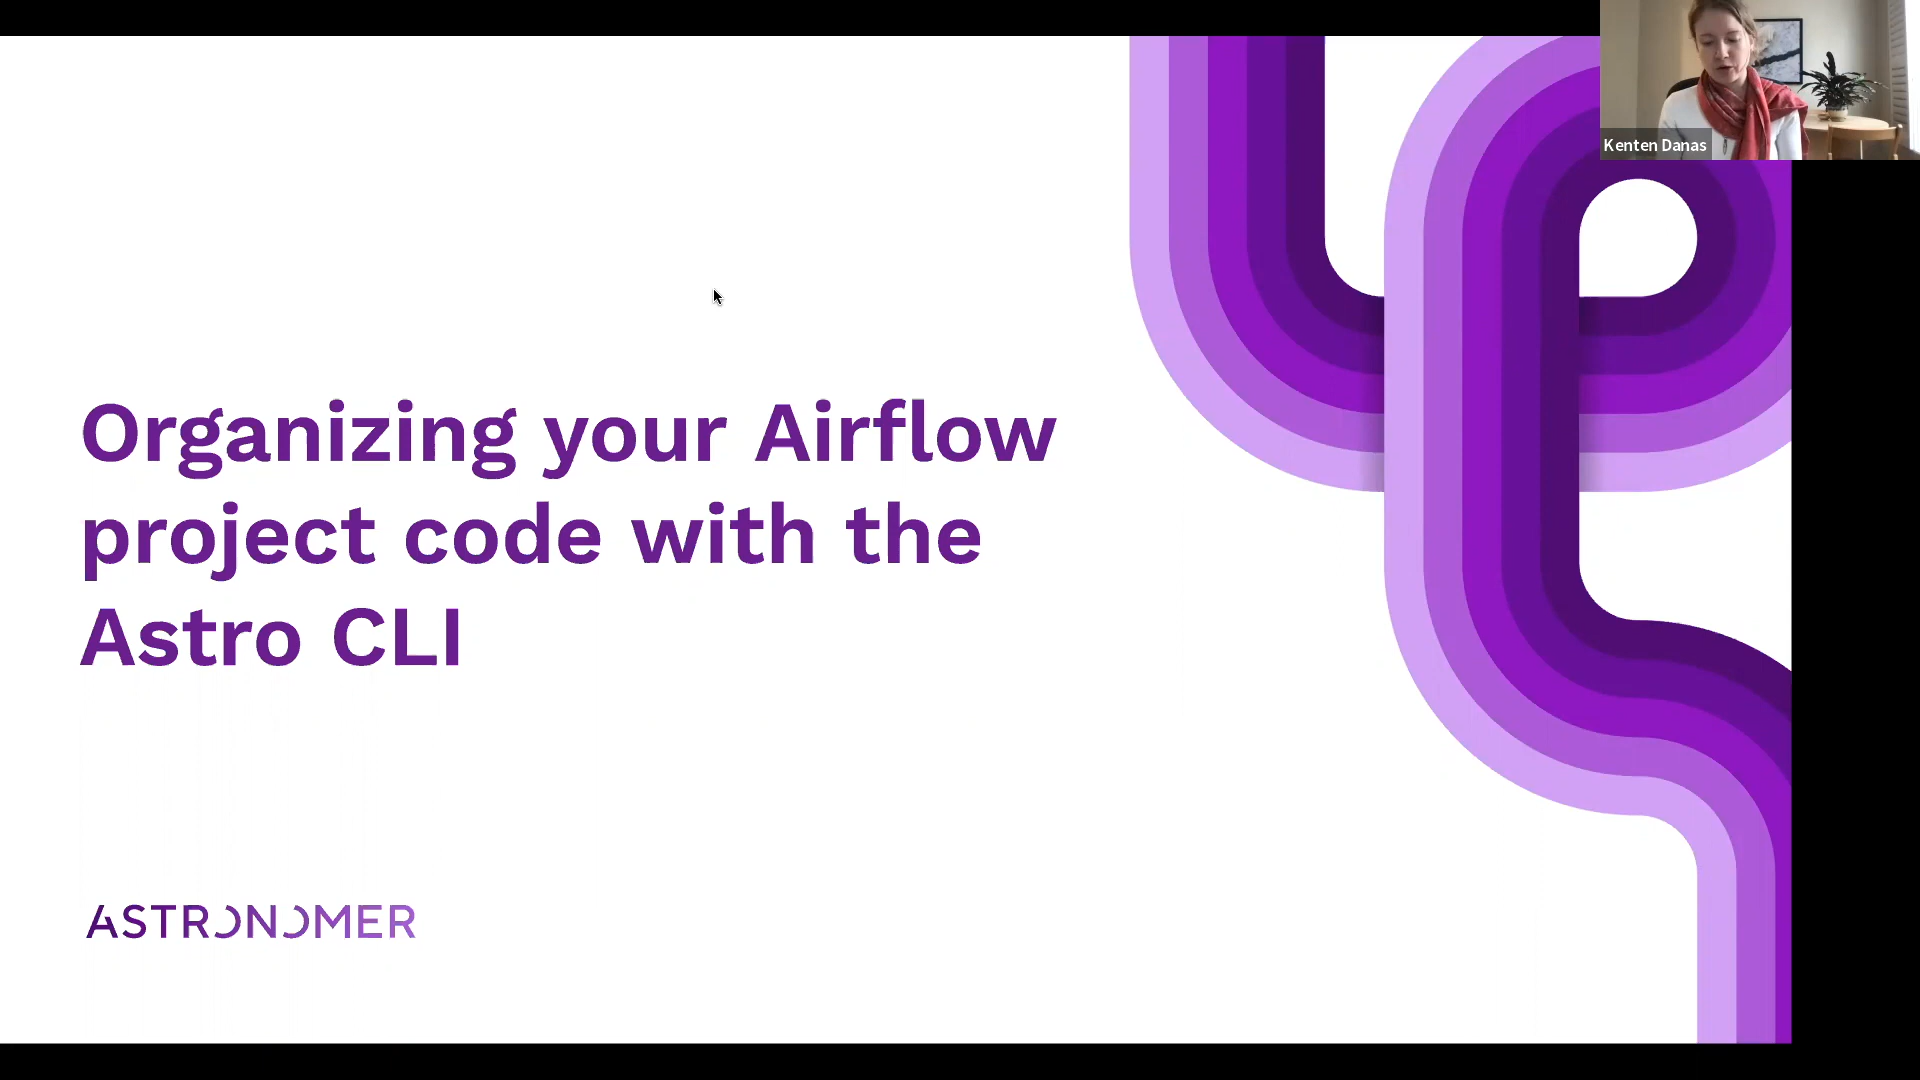 Kenten Danas
Organizing your Airflow
project code with the
Astro CLI
ASTRONOMER